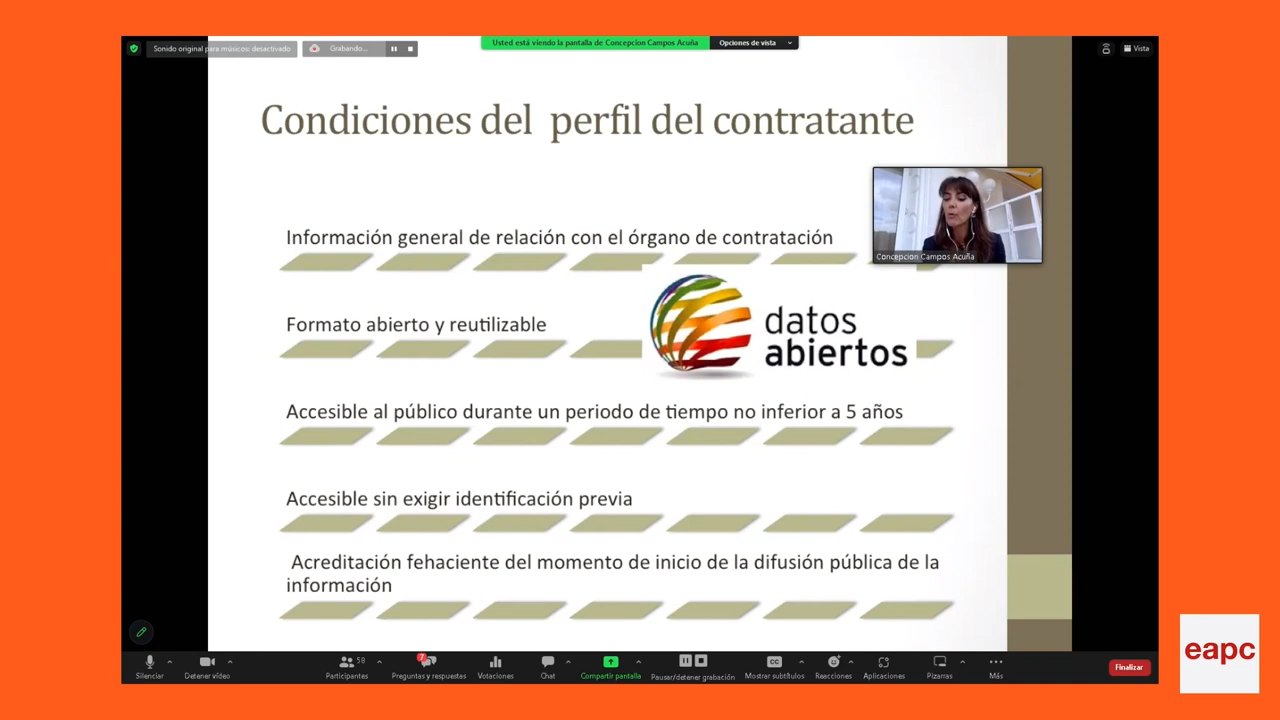 Sonido original para músicos: desactivado
Grabando...
Usted está viendo la pantalla de Concepcion Campos Acuña
Opciones de vista
Vista
Condiciones del perfil del contratante
Información general de relación con el órgano de contratación
Concepcion Campos Acuña
Formato abierto y reutilizable
datos
abiertos
Accesible al público durante un periodo de tiempo no inferior a 5 años
Accesible sin exigir identificación previa
Acreditación fehaciente del momento de inicio de la difusión pública de la
información
Silenciar
Detener vídeo
58
Participantes
7
Preguntas y respuestas
Votaciones
Chat
Compartir pantalla
Pausar/detener grabación
CC
Mostrar subtítulos
Reacciones
Aplicaciones
Pizarras
Más
Finalizar
eapc